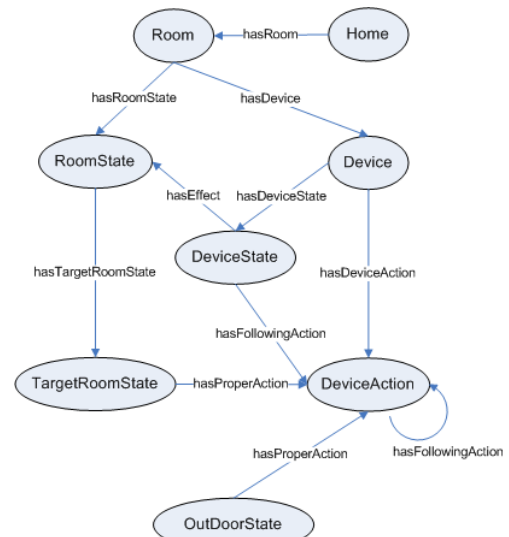 Room
hasRoom
Home
hasRoomState
hasDevice
RoomState
Device
hasEffect
hasDeviceState
DeviceState
hasTargetRoomState
hasDeviceAction
hasFollowingAction
TargetRoomState
hasProperAction
DeviceAction
hasProperAction
hasFollowingAction
OutDoorState